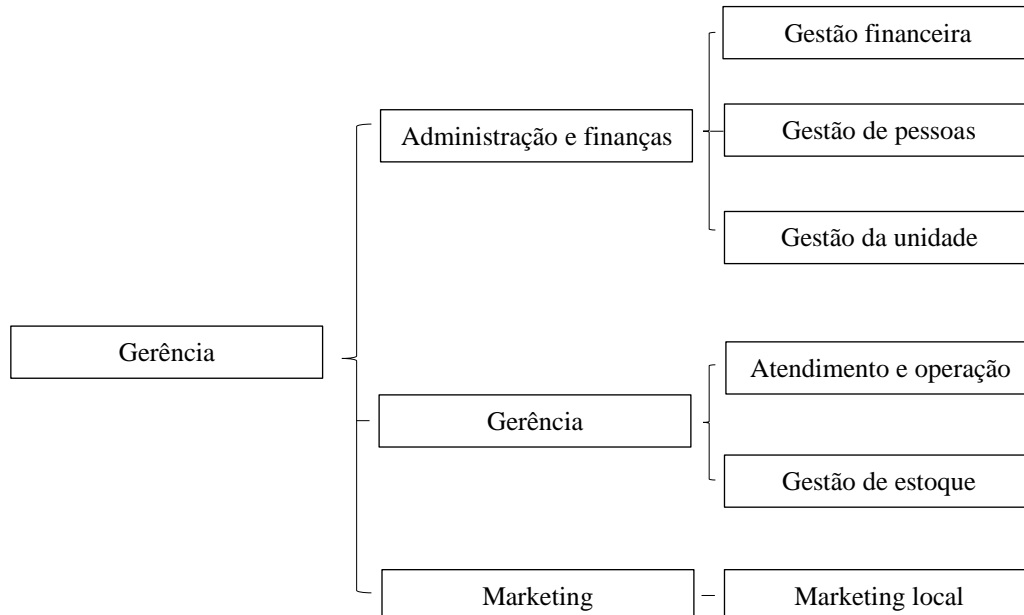 Gestão financeira
Administração e finanças
Gestão de pessoas
Gestão da unidade
Gerência
Atendimento e operação
Gerência
Gestão de estoque
Marketing
Marketing local